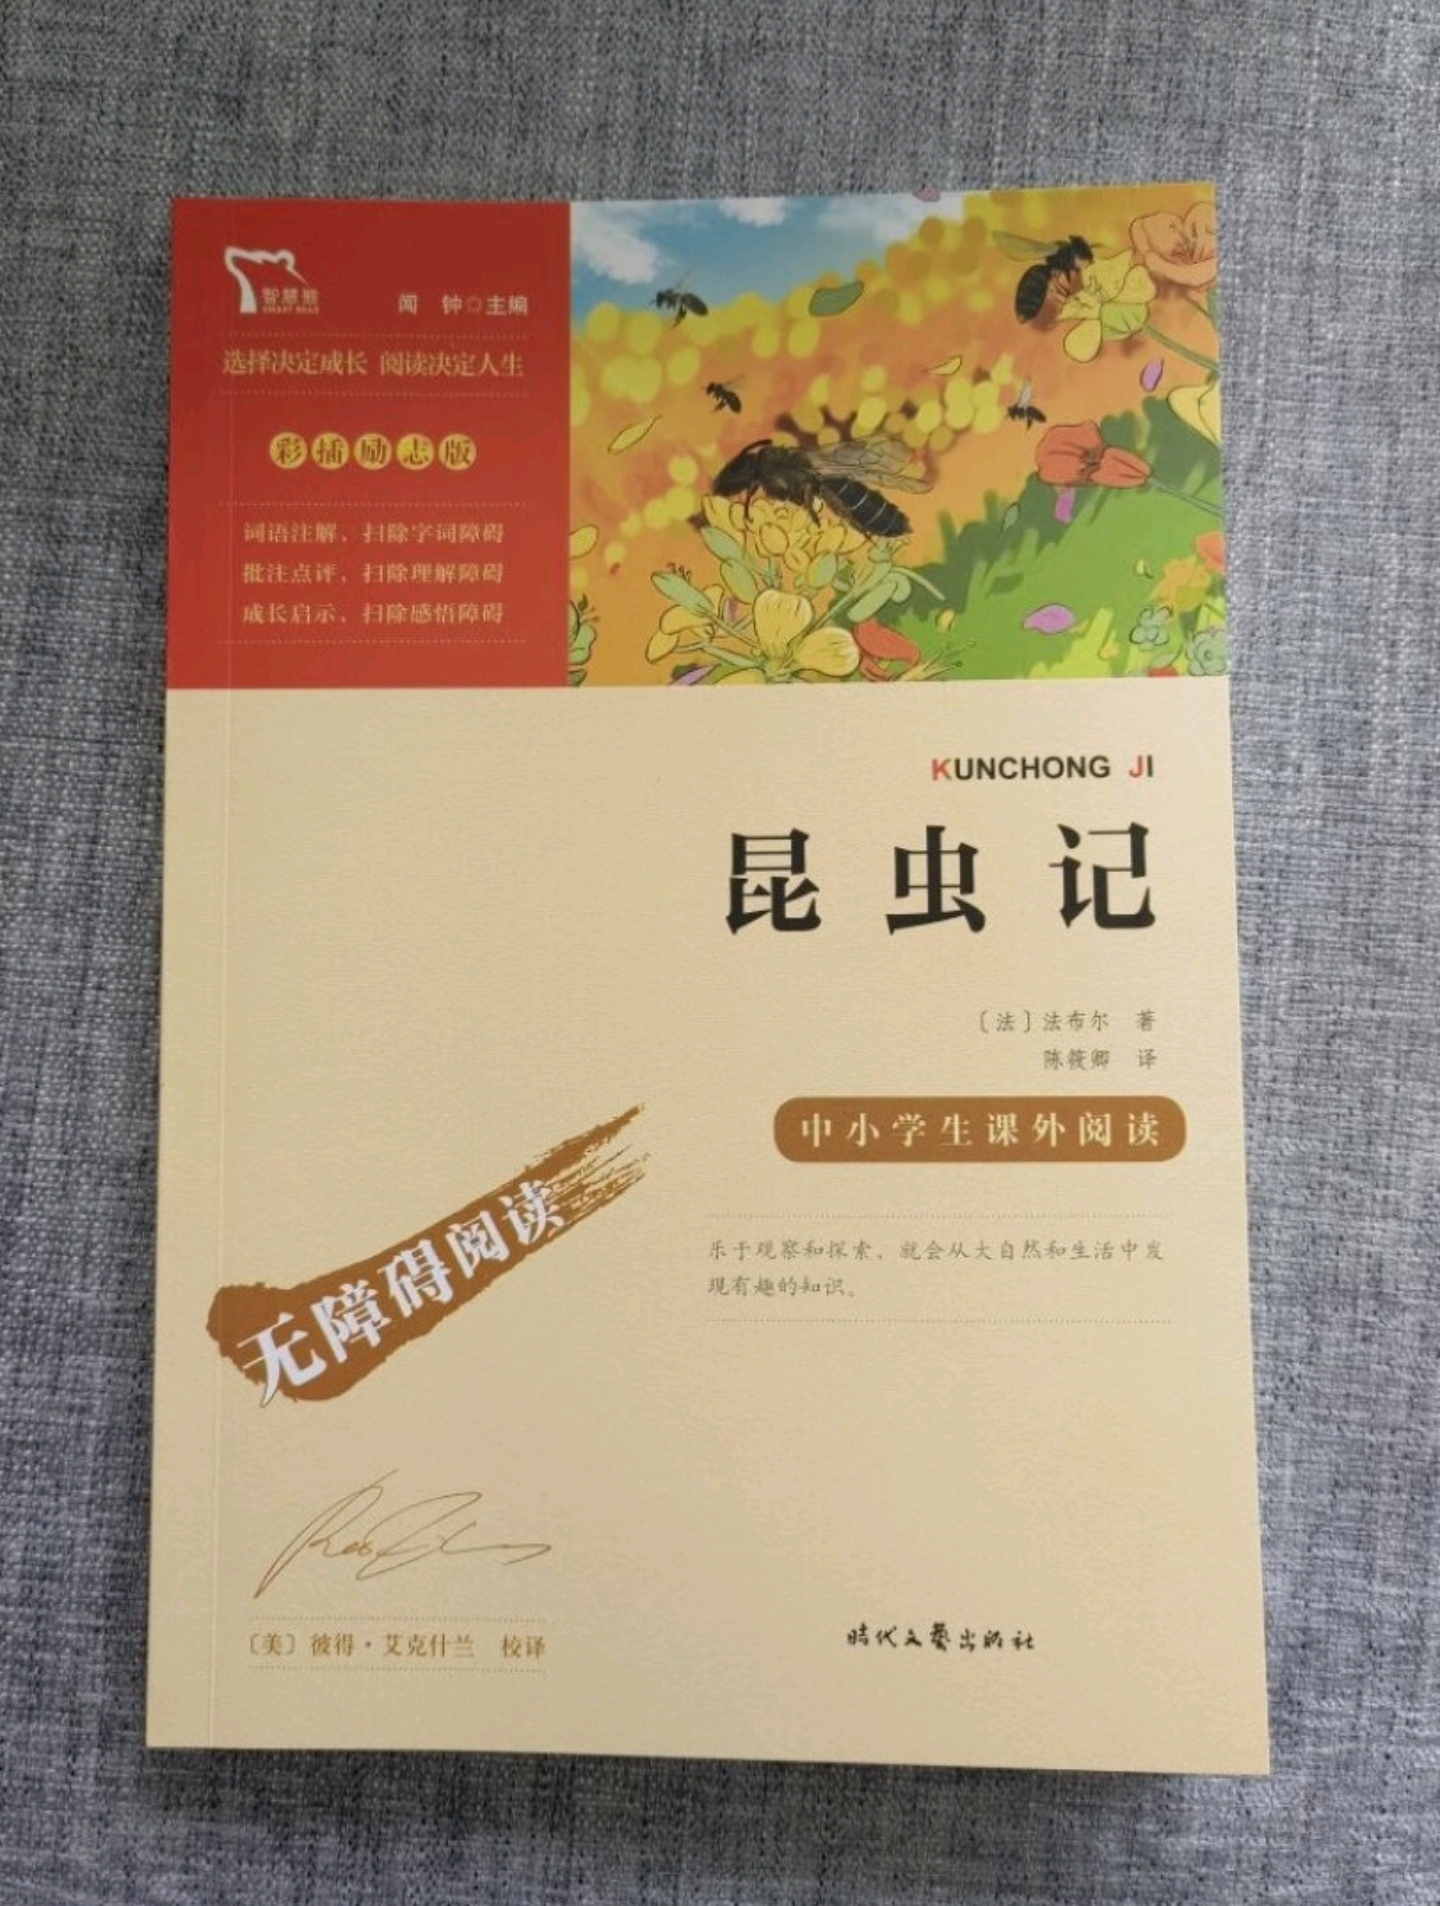 智慧熊
SMART BEAR
闻 钟◎主编
选择决定成长 阅读决定人生
彩插励志版
词语注解，扫除字词障碍
批注点评，扫除理解障碍
成长启示，扫除感悟障碍
KUNCHONG JI
昆虫记
〔法〕法布尔 著
陈筱卿 译
中小学生课外阅读
乐于观察和探索，就会从大自然和生活中发
现有趣的知识。
无障碍阅读
〔美〕彼得·艾克什兰 校译
时代文艺出版社